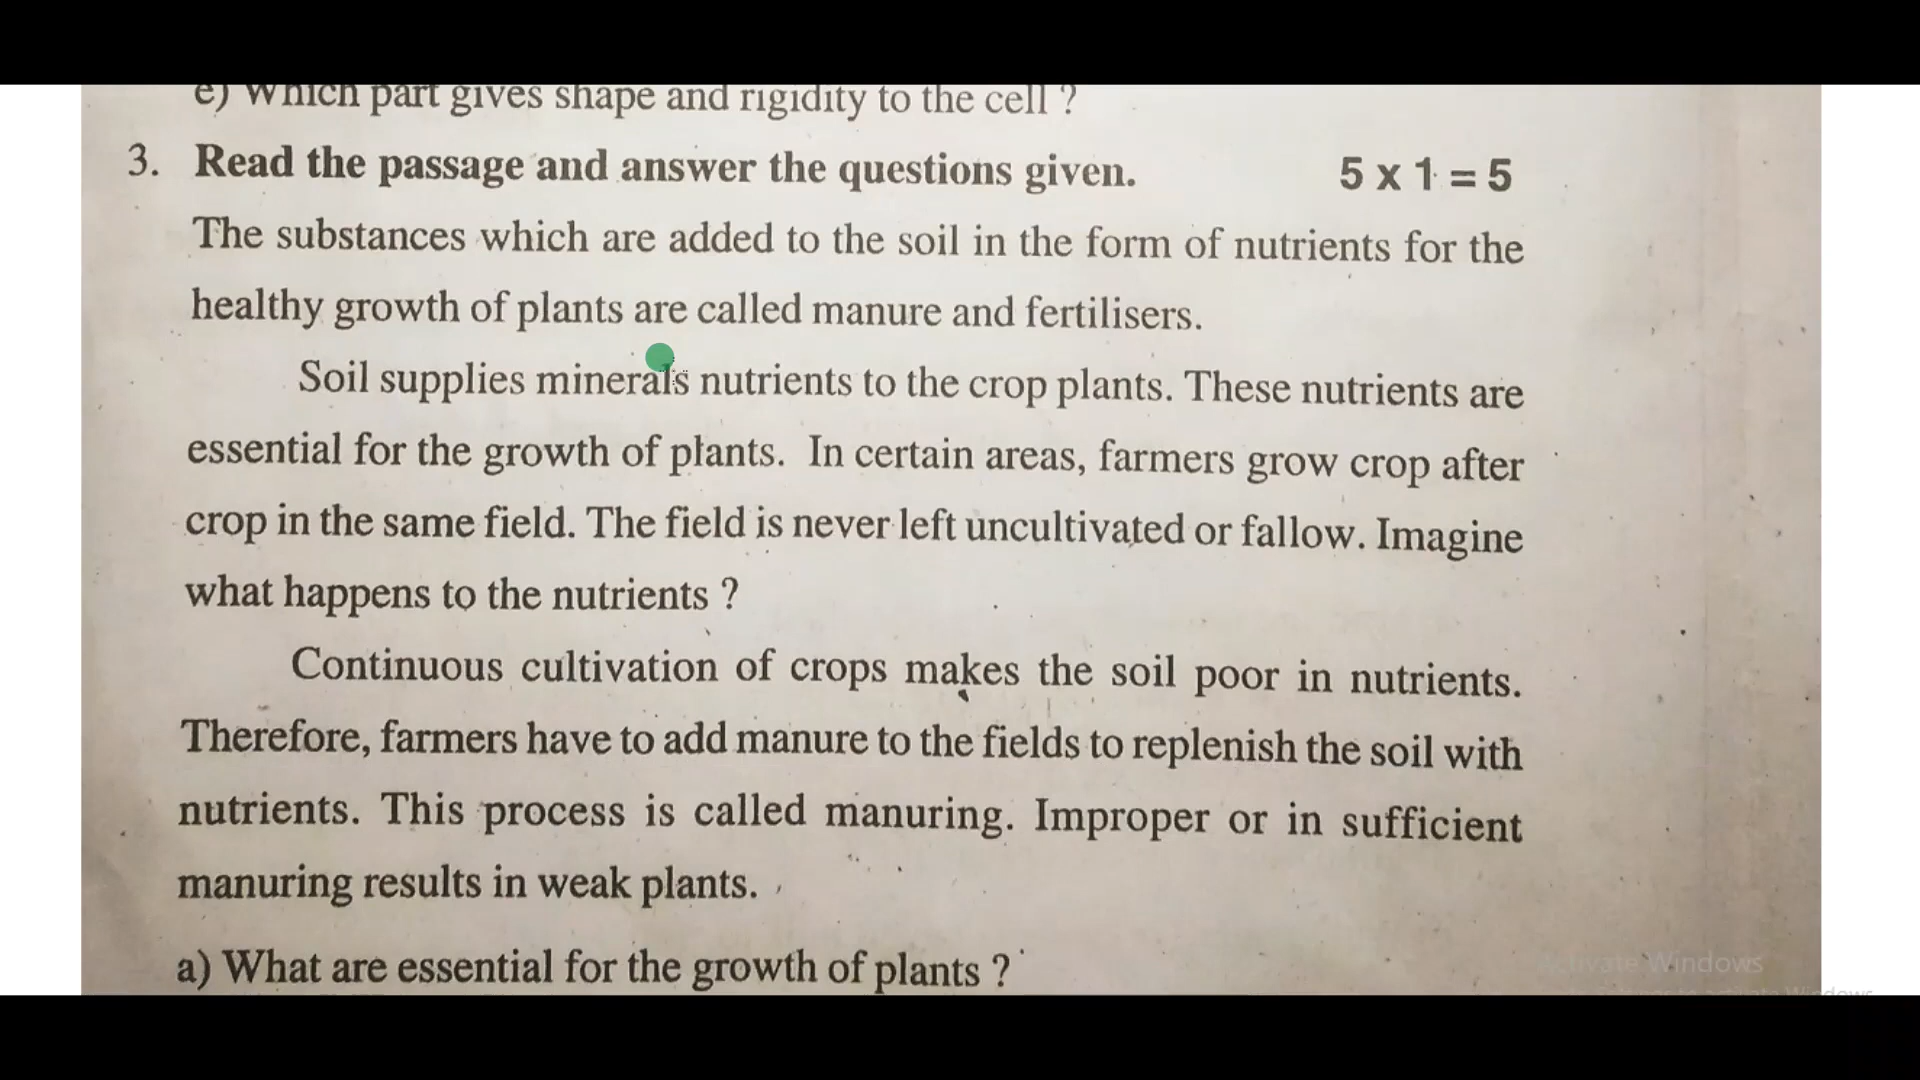 e) Which part gives shape and rigidity to the cell ?
3. Read the passage and answer the questions given. 5 x 1 = 5
The substances which are added to the soil in the form of nutrients for the
healthy growth of plants are called manure and fertilisers.
Soil supplies minerals nutrients to the crop plants. These nutrients are
essential for the growth of plants. In certain areas, farmers grow crop after
crop in the same field. The field is never left uncultivated or fallow. Imagine
what happens to the nutrients ?
Continuous cultivation of crops makes the soil poor in nutrients.
Therefore, farmers have to add manure to the fields to replenish the soil with
nutrients. This process is called manuring. Improper or in sufficient
manuring results in weak plants.
a) What are essential for the growth of plants ?
Activate Windows